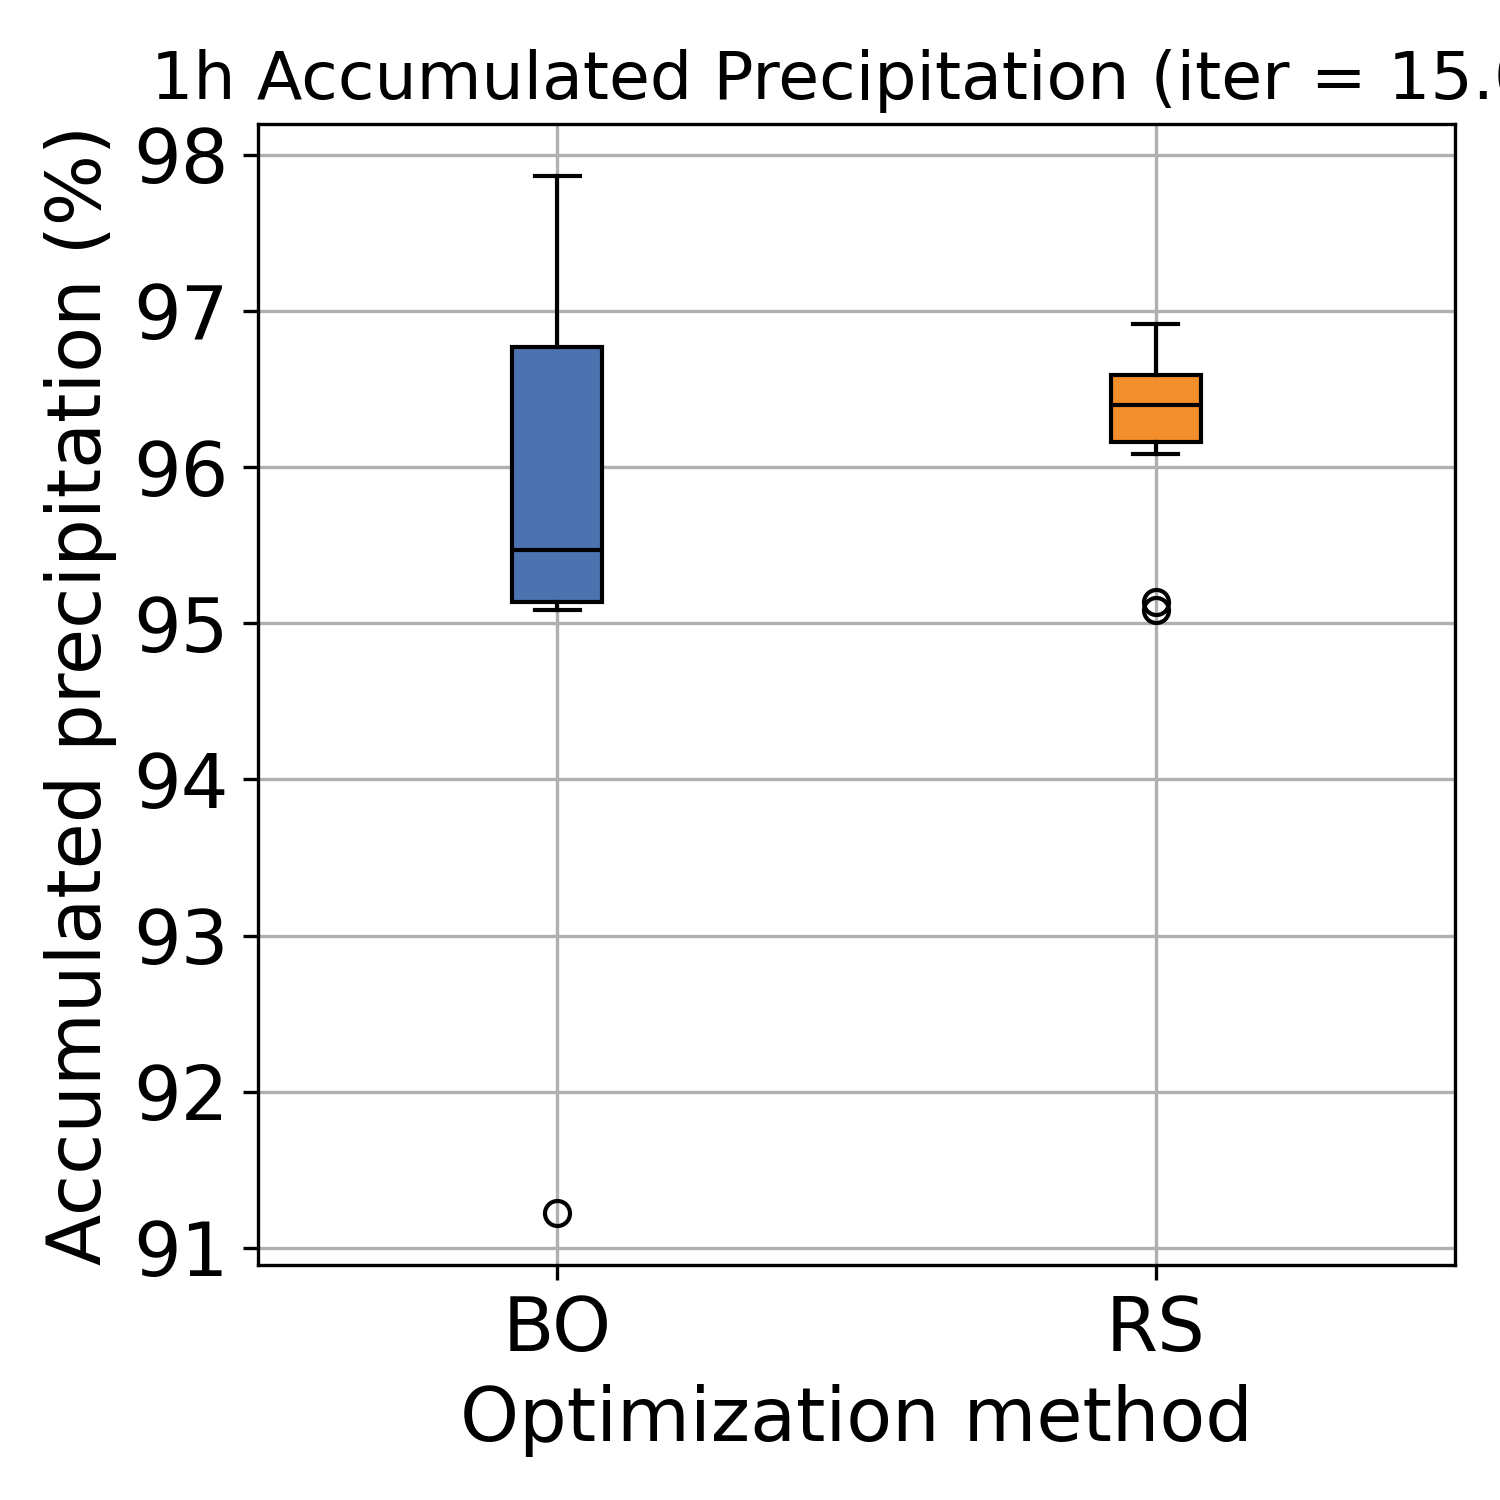 1h Accumulated Precipitation (iter = 15.
Accumulated precipitation (%)
98
97
96
95
94
93
92
91
BO RS
Optimization method